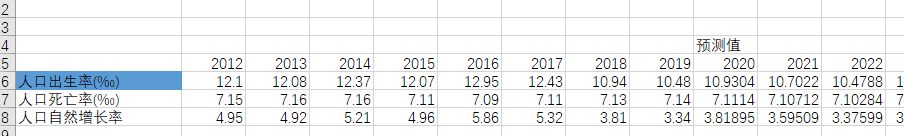 2
3
4 预测值
5 2012 2013 2014 2015 2016 2017 2018 2019 2020 2021 2022
6 人口出生率(‰) 12.1 12.08 12.37 12.07 12.95 12.43 10.94 10.48 10.9304 10.7022 10.4788 1
7 人口死亡率(‰) 7.15 7.16 7.16 7.11 7.09 7.11 7.13 7.14 7.1114 7.10712 7.10284 7
8 人口自然增长率 4.95 4.92 5.21 4.96 5.86 5.32 3.81 3.34 3.81895 3.59509 3.37599 3